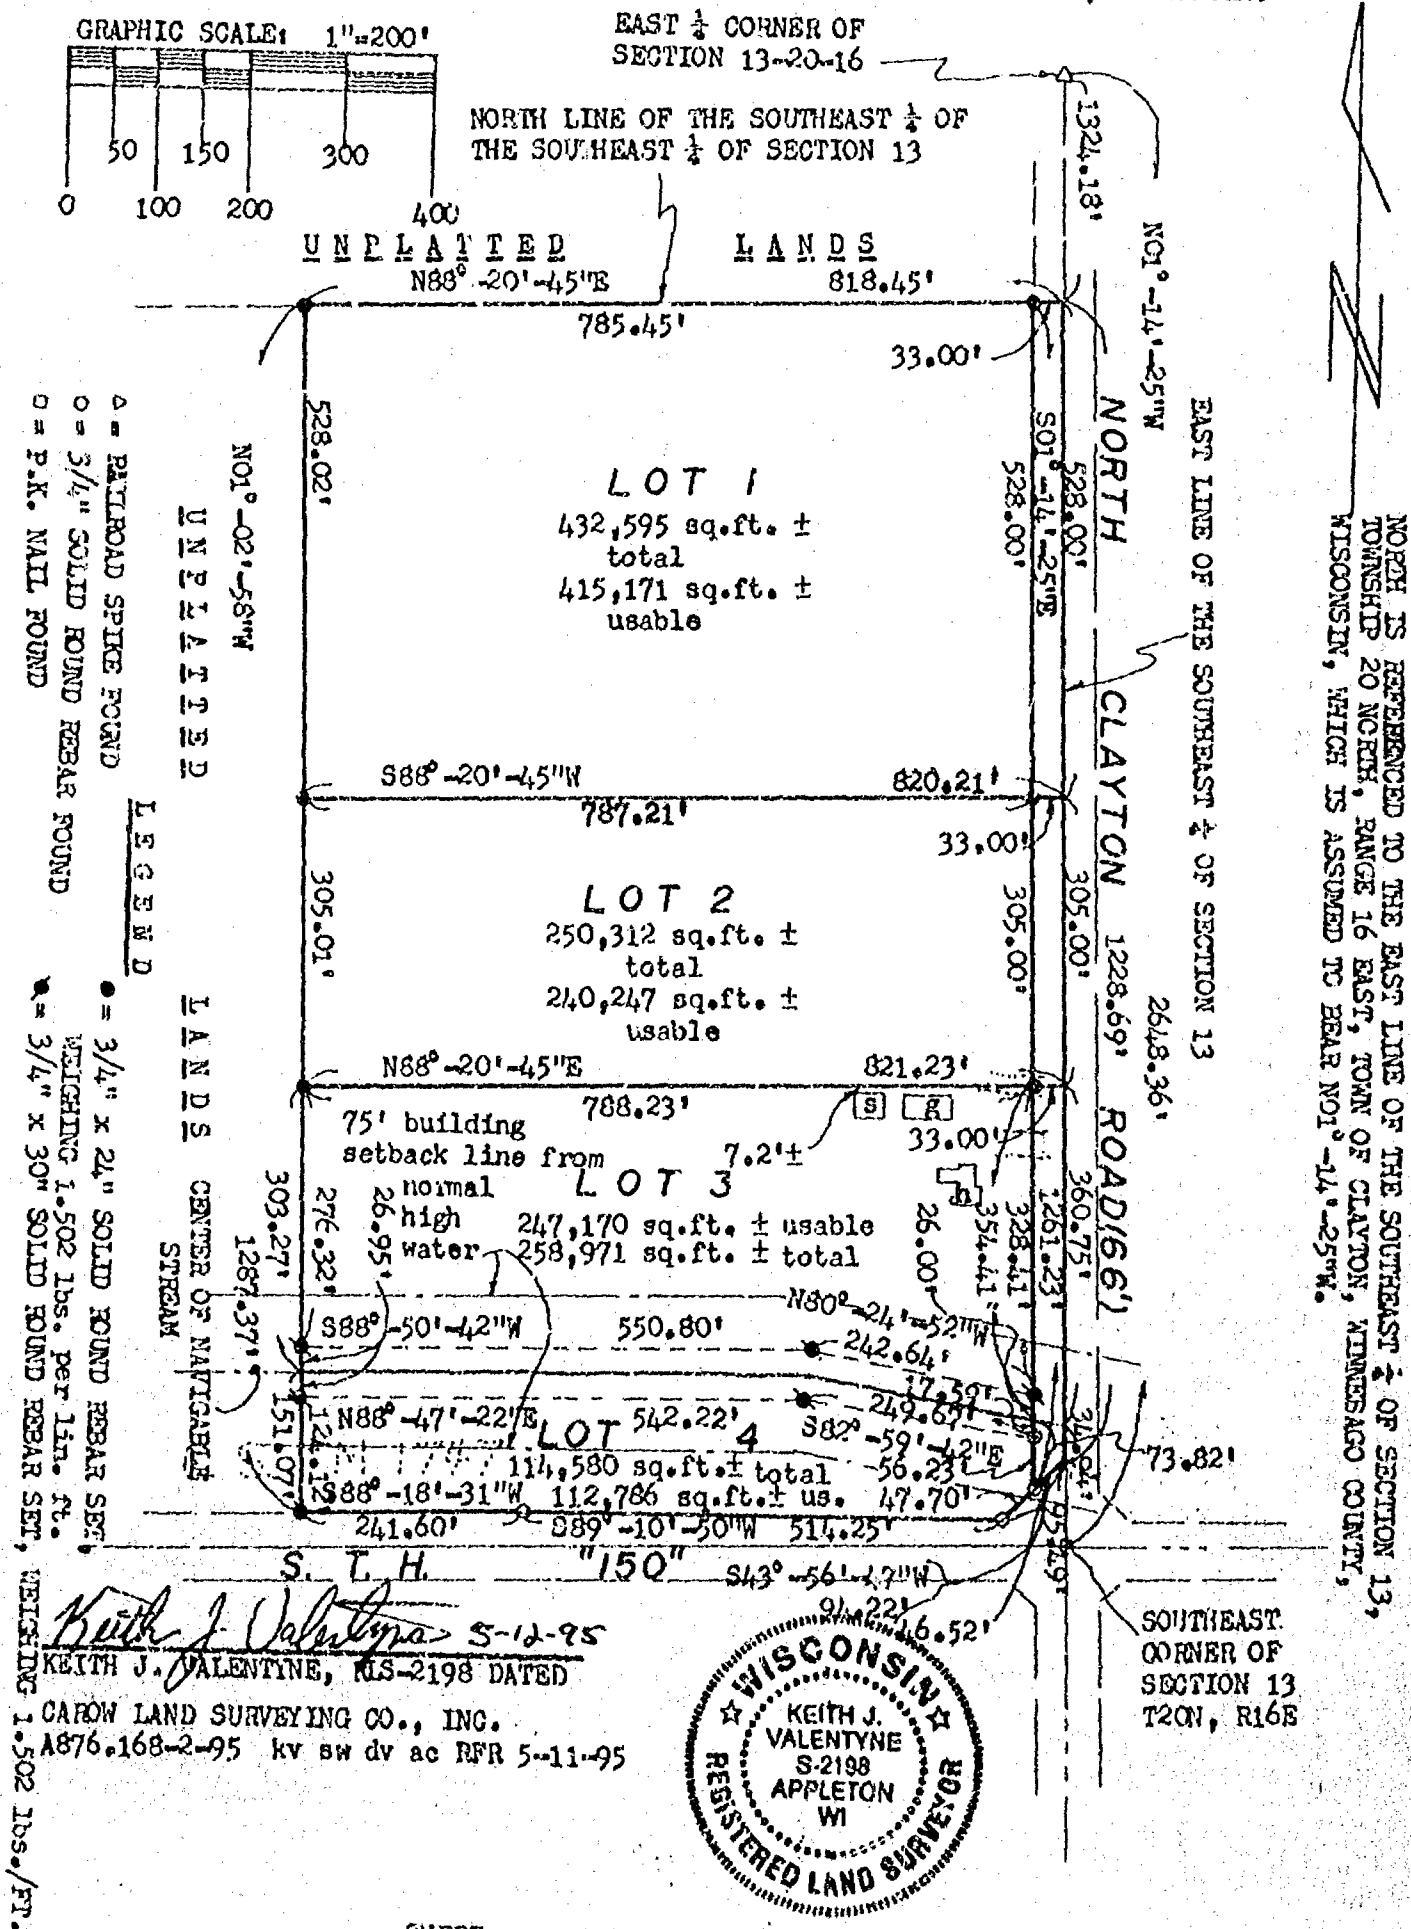 GRAPHIC SCALE: 1"=200'
50 150 300
0 100 200 400
EAST ¼ CORNER OF
SECTION 13-20-16
NORTH LINE OF THE SOUTHEAST ¼ OF
THE SOUTHEAST ¼ OF SECTION 13
1324.18'
N01°-14'-25"W
UNPLATTED LANDS
N88°-20'-45"E 818.45'
785.45'
33.00'
528.02'
N01°-02'-58"W
UNPLATTED
LANDS
LOT 1
432,595 sq.ft. ±
total
415,171 sq.ft. ±
usable
S01°-14'-25"E
528.00'
528.00'
NORTH CLAYTON ROAD(66')
EAST LINE OF THE SOUTHEAST ¼ OF SECTION 13
NORTH IS REFERENCED TO THE EAST LINE OF THE SOUTHEAST ¼ OF SECTION 13,
TOWNSHIP 20 NORTH, RANGE 16 EAST, TOWN OF CLAYTON, WINNEBAGO COUNTY,
WISCONSIN, WHICH IS ASSUMED TO BEAR N01°-14'-25"W.
S88°-20'-45"W 820.21'
787.21'
33.00'
LOT 2
250,312 sq.ft. ±
total
240,247 sq.ft. ±
usable
305.01'
305.00'
305.00'
1228.69'
2648.36'
N88°-20'-45"E 821.23'
788.23'
s g
33.00'
75' building
setback line from
normal
high
water
7.2'±
LOT 3
247,170 sq.ft. ± usable
258,971 sq.ft. ± total
h
303.27'
276.32'
26.95'
1287.37'
26.00'
354.41'
328.41'
1261.23'
360.75'
CENTER OF NAVIGABLE
STREAM
N80°-24'-52"W
S88°-50'-42"W 550.80'
242.64'
17.59'
N88°-47'-22"E 542.22'
249.67'
S82°-59'-42"E
151.07'
124.12'
LOT 4
114,580 sq.ft.± total
112,786 sq.ft.± us.
56.23'
47.70'
34.94'
73.82'
95.49'
S88°-18'-31"W
241.60'
S89°-10'-50"W 514.25'
S. T. H. "150"
S43°-56'-47"W
94.22'
46.52'
SOUTHEAST
CORNER OF
SECTION 13
T20N, R16E
LEGEND
△ = RAILROAD SPIKE FOUND
○ = 3/4" SOLID ROUND REBAR FOUND
□ = P.K. NAIL FOUND
● = 3/4" x 24" SOLID ROUND REBAR SET,
WEIGHING 1.502 lbs. per lin. ft.
= 3/4" x 30" SOLID ROUND REBAR SET, WEIGHING 1.502 lbs./FT.
Keith J. Valentyne 5-12-95
KEITH J. VALENTYNE, RLS-2198 DATED
CAROW LAND SURVEYING CO., INC.
A876.168-2-95 kv sw dv ac RFR 5-11-95
WISCONSIN
KEITH J.
VALENTYNE
S-2198
APPLETON
WI
REGISTERED LAND SURVEYOR